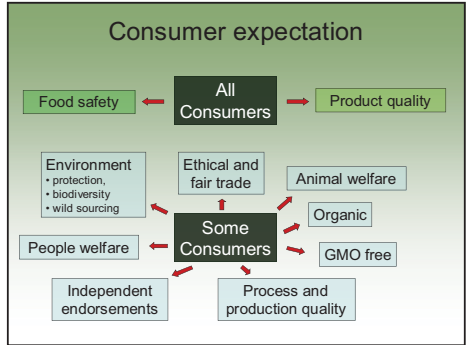 Consumer expectation
All
Consumers
Food safety
Product quality
Environment
• protection,
• biodiversity
• wild sourcing
Ethical and
fair trade
Animal welfare
Some
Consumers
Organic
People welfare
GMO free
Independent
endorsements
Process and
production quality